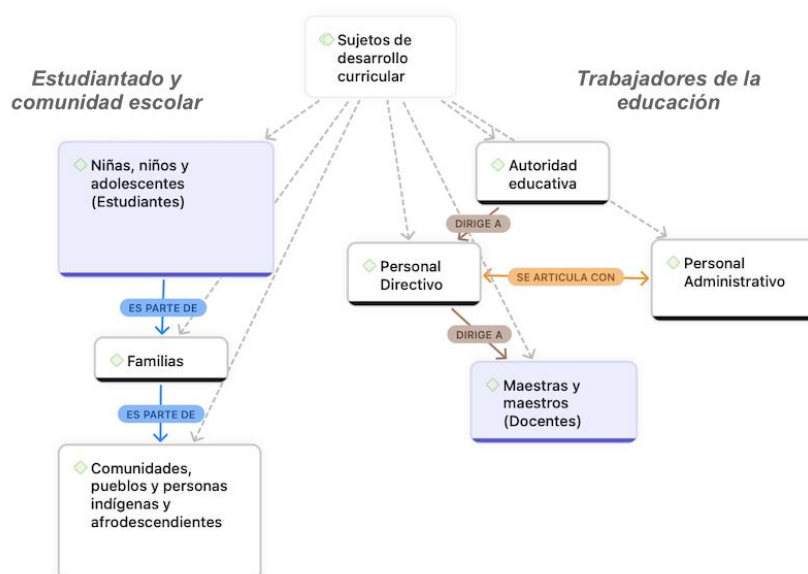 Sujetos de
desarrollo
curricular
Estudiantado y
comunidad escolar
Trabajadores de la
educación
Niñas, niños y
adolescentes
(Estudiantes)
Autoridad
educativa
DIRIGE A
Personal
Directivo
SE ARTICULA CON
Personal
Administrativo
ES PARTE DE
DIRIGE A
Familias
Maestras y
maestros
(Docentes)
ES PARTE DE
Comunidades,
pueblos y personas
indígenas y
afrodescendientes